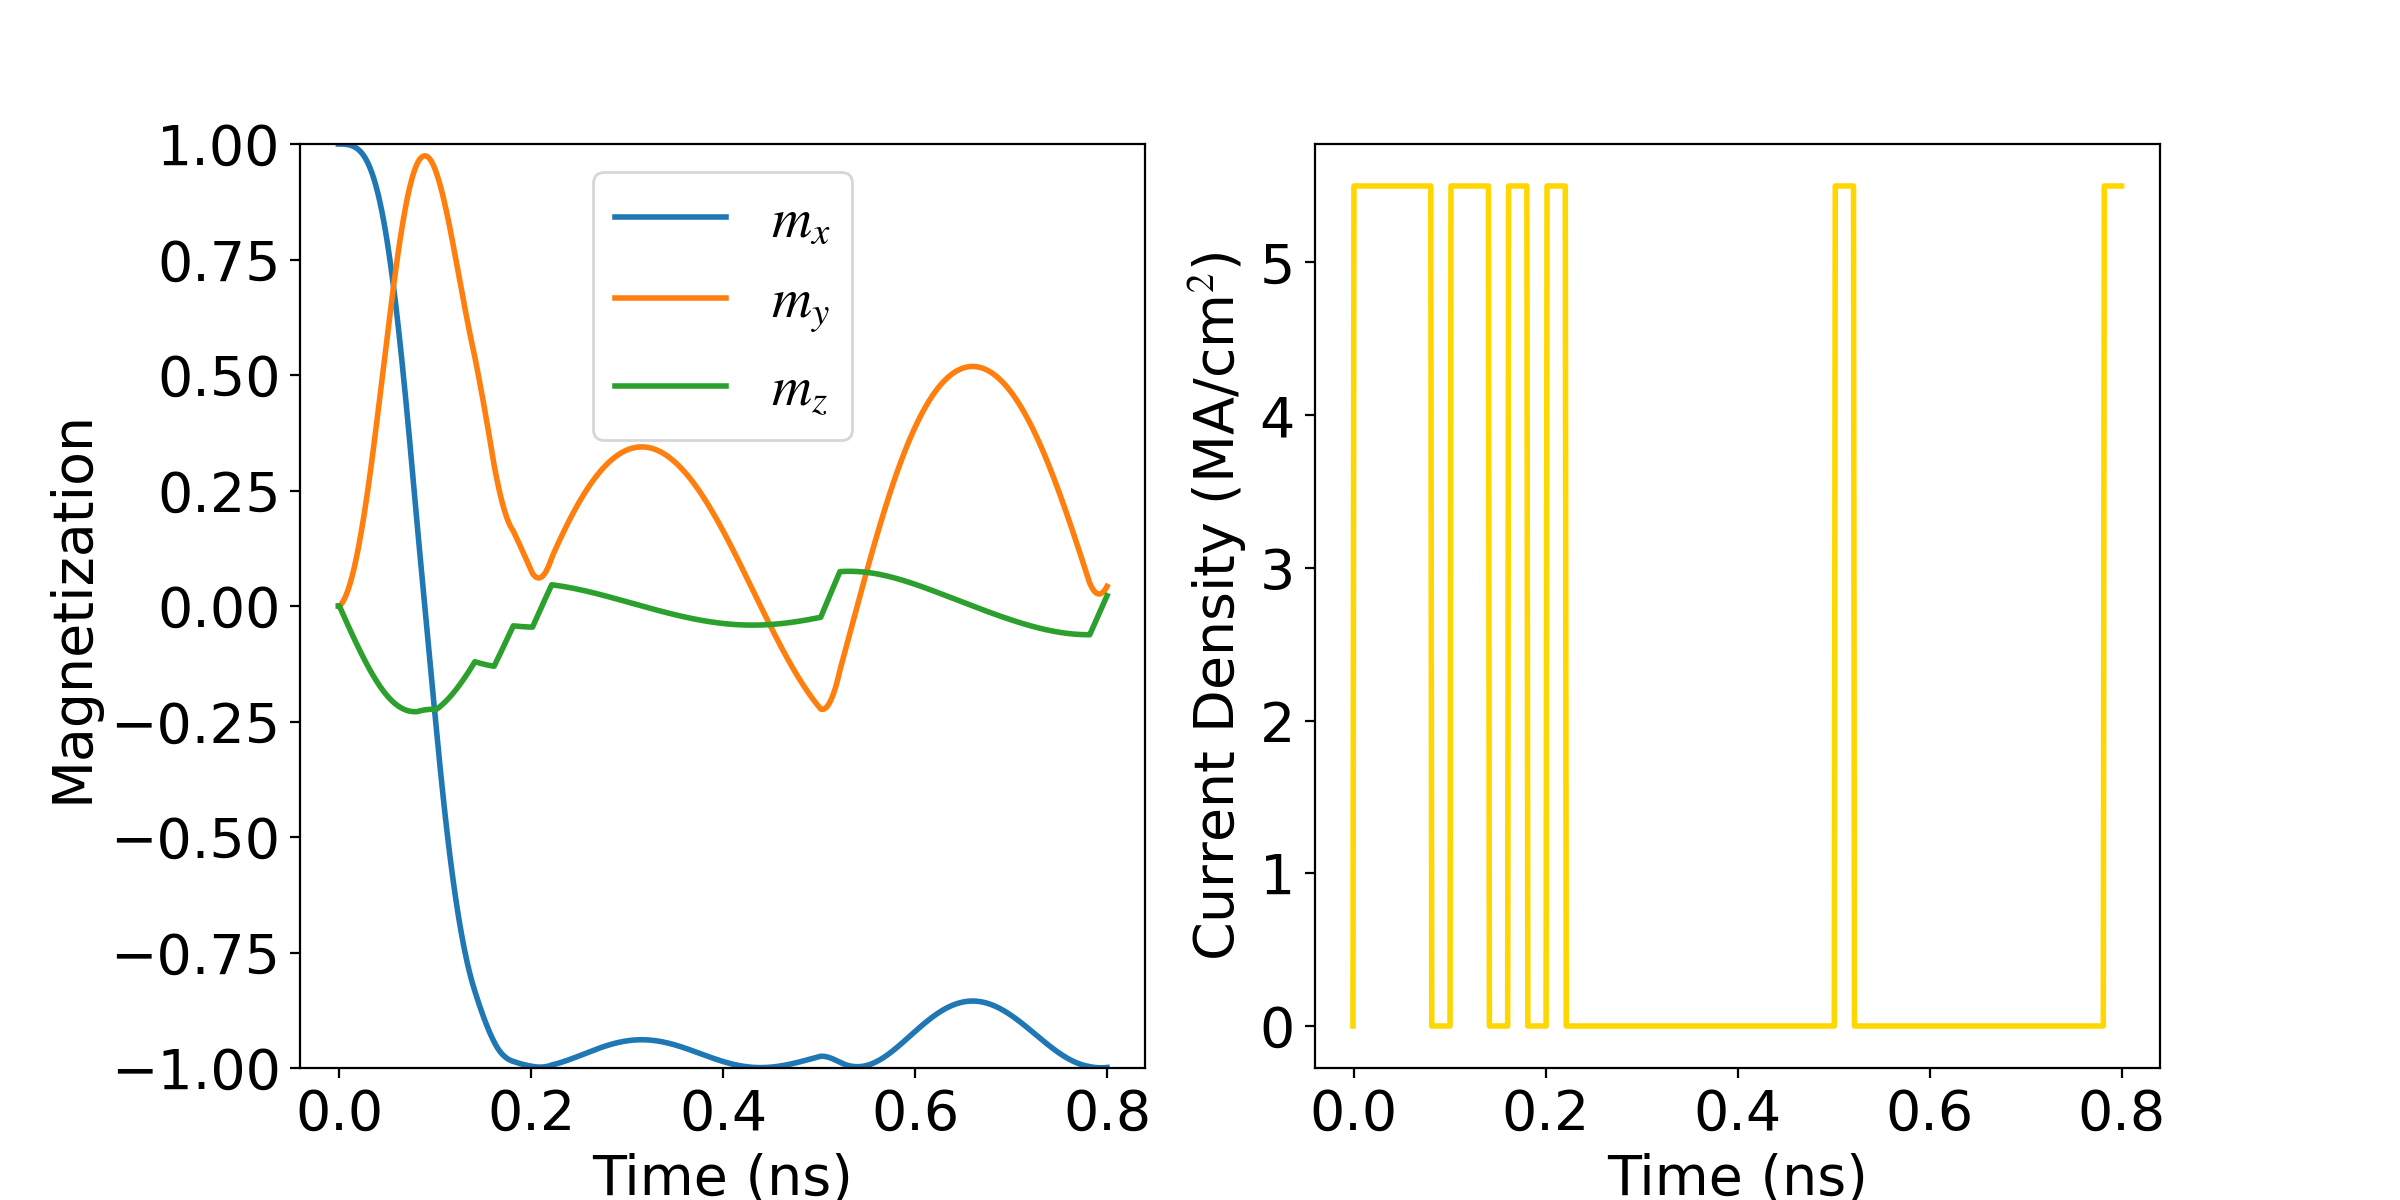 Magnetization
1.00
0.75
0.50
0.25
0.00
−0.25
−0.50
−0.75
−1.00
0.0 0.2 0.4 0.6 0.8
Time (ns)
m_x
m_y
m_z
Current Density (MA/cm²)
5
4
3
2
1
0
0.0 0.2 0.4 0.6 0.8
Time (ns)